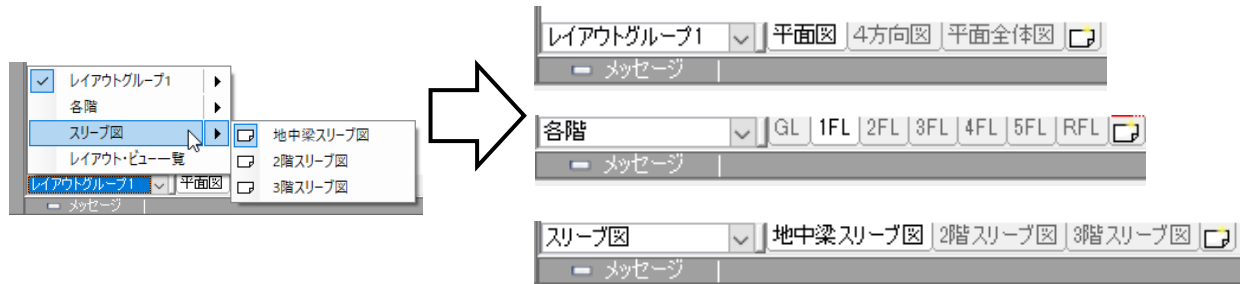 レイアウトグループ1
各階
スリーブ図
レイアウト・ビュー一覧
地中梁スリーブ図
2階スリーブ図
3階スリーブ図
レイアウトグループ1 平面図
メッセージ
レイアウトグループ1 平面図 4方向図 平面全体図
メッセージ
各階 GL 1FL 2FL 3FL 4FL 5FL RFL
メッセージ
スリーブ図 地中梁スリーブ図 2階スリーブ図 3階スリーブ図
メッセージ